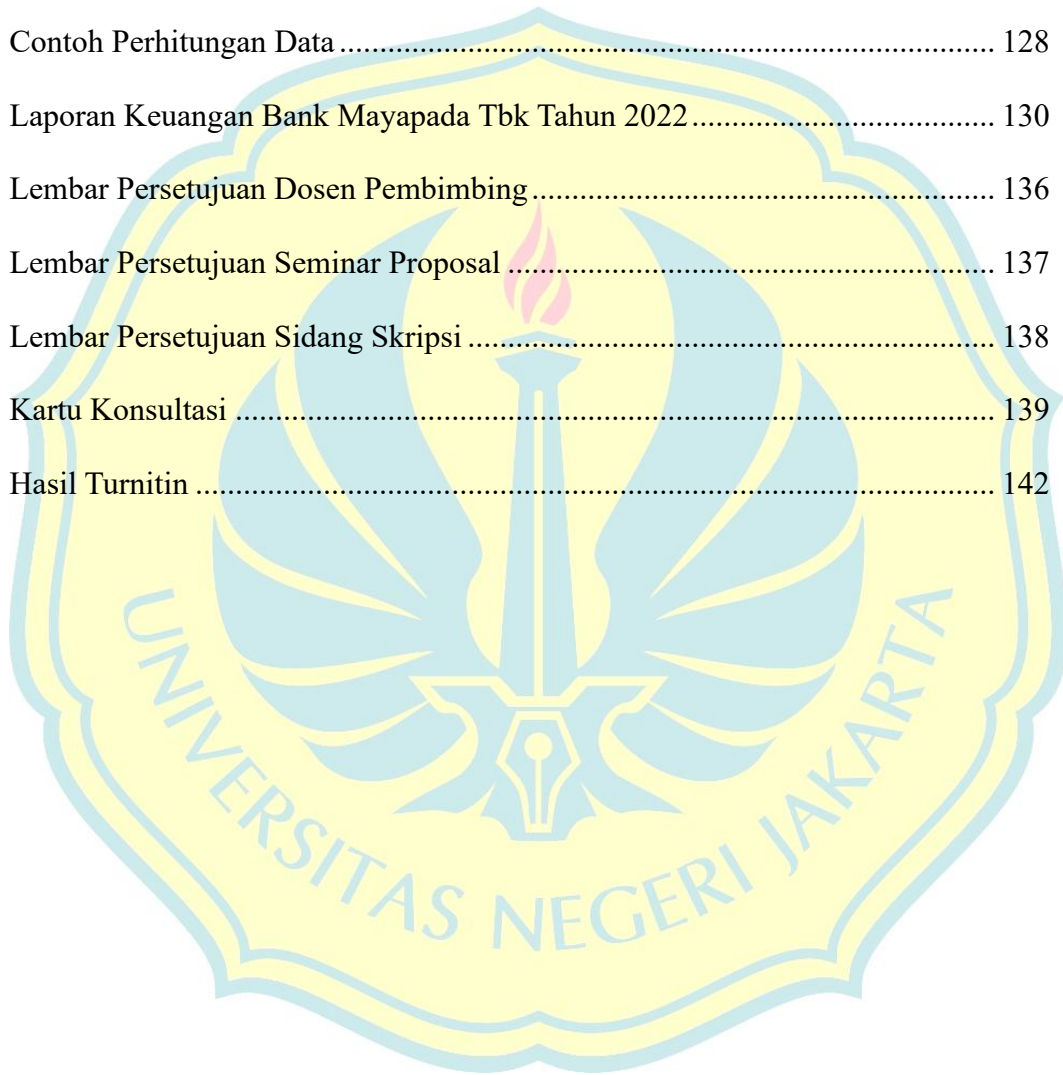 Contoh Perhitungan Data ........................................................................................ 128
Laporan Keuangan Bank Mayapada Tbk Tahun 2022 ........................................ 130
Lembar Persetujuan Dosen Pembimbing ............................................................. 136
Lembar Persetujuan Seminar Proposal ................................................................ 137
Lembar Persetujuan Sidang Skripsi ..................................................................... 138
Kartu Konsultasi .................................................................................................... 139
Hasil Turnitin ......................................................................................................... 142
UNIVERSITAS NEGERI JAKARTA